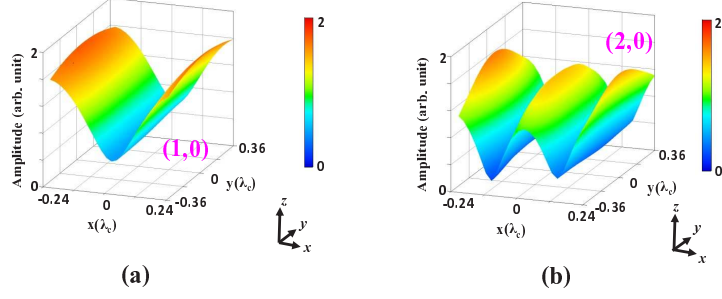 2
Amplitude (arb. unit)
0
-0.24
0
0.24
x(λc)
-0.36
0
0.36
y(λc)
(1,0)
2
0
z
y
x
(a)
2
Amplitude (arb. unit)
0
-0.24
0
0.24
x(λc)
-0.36
0
0.36
y(λc)
(2,0)
2
0
z
y
x
(b)